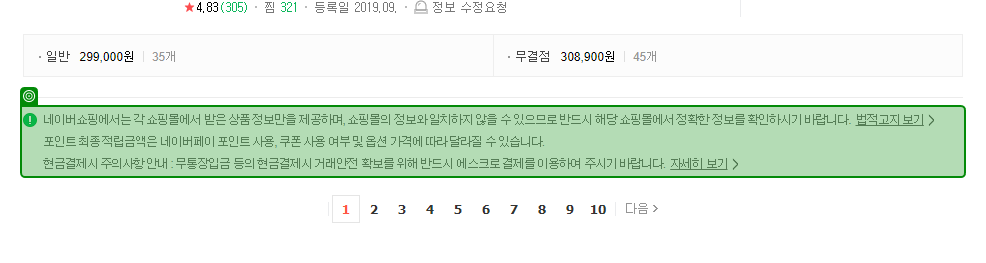 ★4.83(305) · 찜 321 · 등록일 2019.09. · 정보 수정요청
· 일반 299,000원 35개 · 무결점 308,900원 45개
네이버쇼핑에서는 각 쇼핑몰에서 받은 상품 정보만을 제공하며, 쇼핑몰의 정보와 일치하지 않을 수 있으므로 반드시 해당 쇼핑몰에서 정확한 정보를 확인하시기 바랍니다. 법적고지 보기 >
포인트 최종적립금액은 네이버페이 포인트 사용, 쿠폰 사용 여부 및 옵션 가격에 따라 달라질 수 있습니다.
현금결제시 주의사항 안내 : 무통장입금 등의 현금결제시 거래안전 확보를 위해 반드시 에스크로 결제를 이용하여 주시기 바랍니다. 자세히 보기 >
1 2 3 4 5 6 7 8 9 10 다음 >